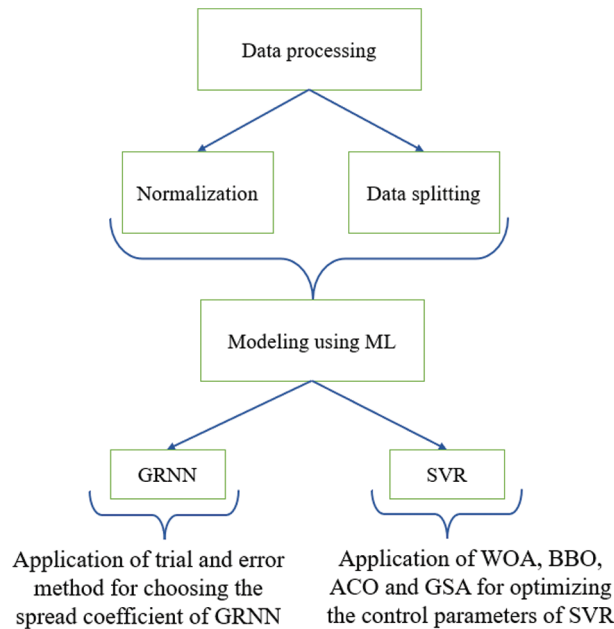 Data processing
Normalization
Data splitting
Modeling using ML
GRNN
SVR
Application of trial and error
method for choosing the
spread coefficient of GRNN
Application of WOA, BBO,
ACO and GSA for optimizing
the control parameters of SVR